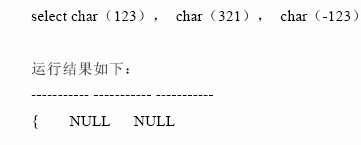 select char（123）， char（321）， char（-123）
运行结果如下：
----------- ----------- -----------
{ NULL NULL